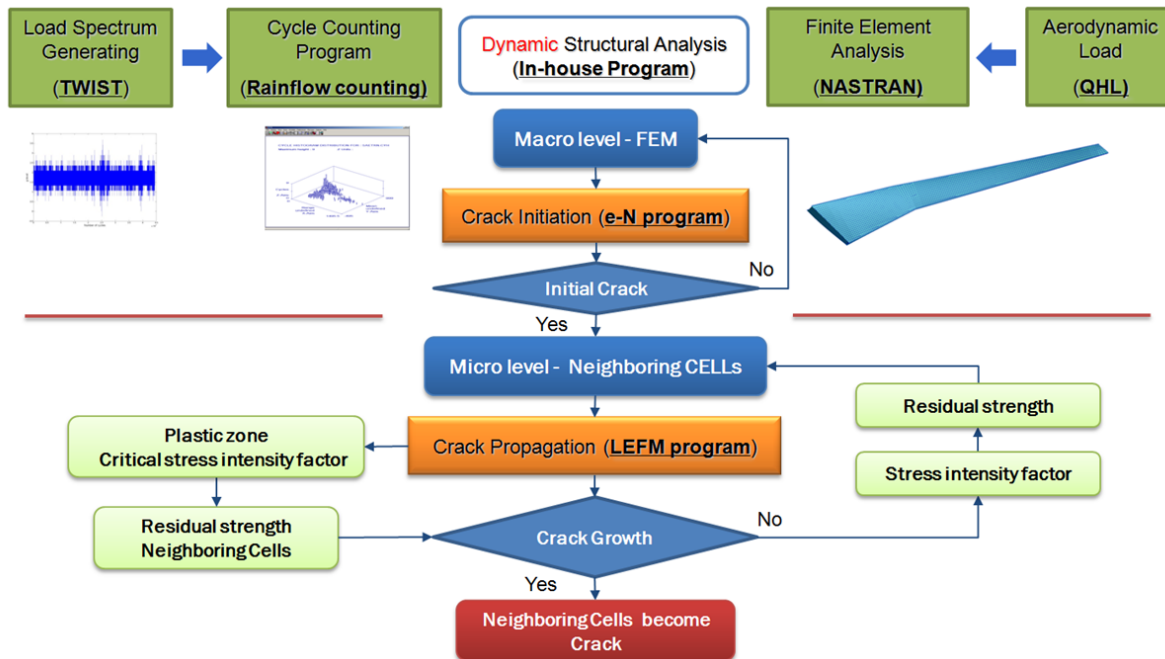 Load Spectrum
Generating
(TWIST)
Cycle Counting
Program
(Rainflow counting)
Dynamic Structural Analysis
(In-house Program)
Finite Element
Analysis
(NASTRAN)
Aerodynamic
Load
(QHL)
Macro level - FEM
Crack Initiation (e-N program)
Initial Crack
No
Yes
Micro level - Neighboring CELLs
Residual strength
Plastic zone
Critical stress intensity factor
Crack Propagation (LEFM program)
Stress intensity factor
Residual strength
Neighboring Cells
Crack Growth
No
Yes
Neighboring Cells become
Crack